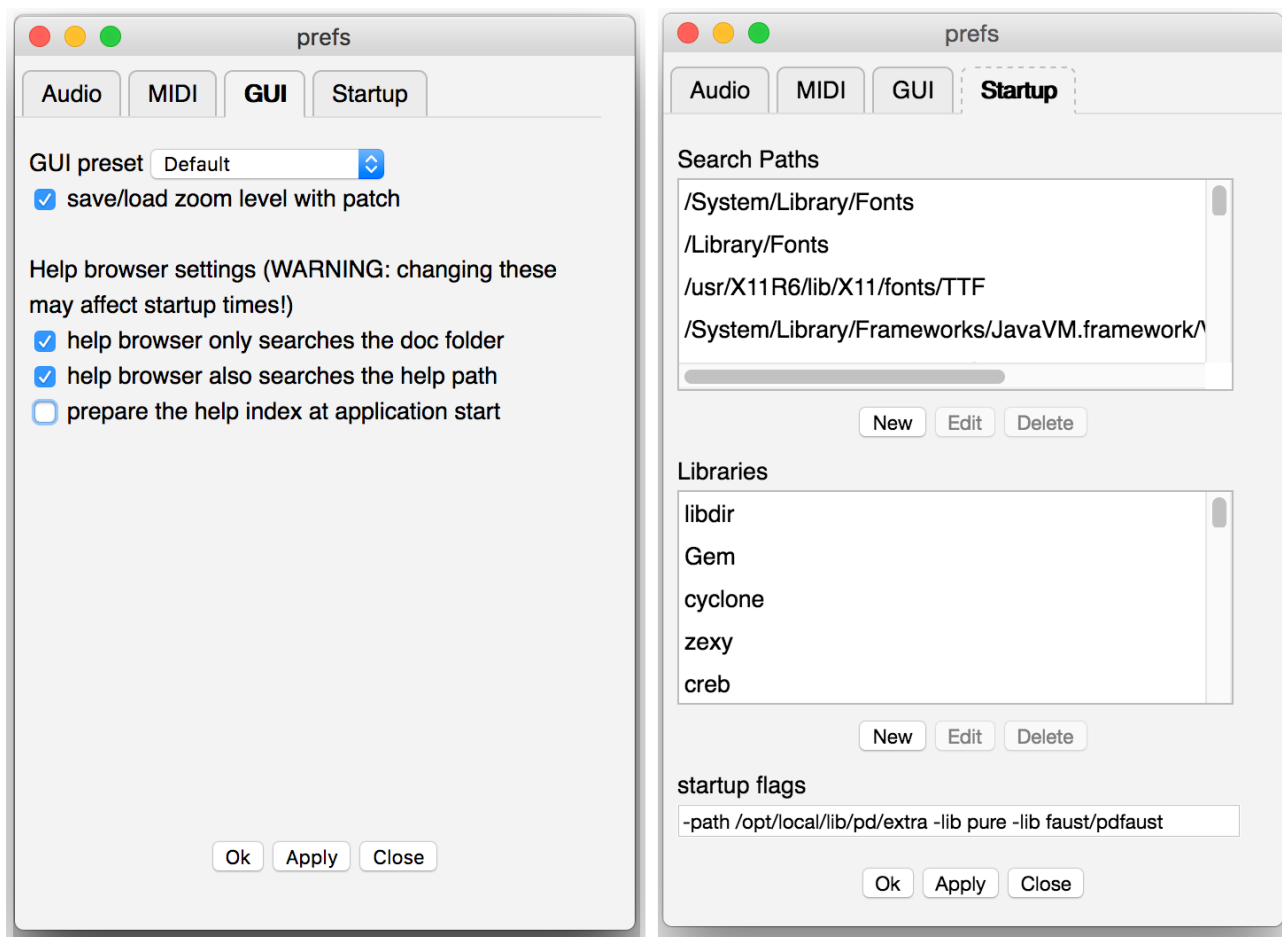 prefs
Audio
MIDI
GUI
Startup
GUI preset
Default
save/load zoom level with patch
Help browser settings (WARNING: changing these
may affect startup times!)
help browser only searches the doc folder
help browser also searches the help path
prepare the help index at application start
Ok
Apply
Close
prefs
Audio
MIDI
GUI
Startup
Search Paths
/System/Library/Fonts
/Library/Fonts
/usr/X11R6/lib/X11/fonts/TTF
/System/Library/Frameworks/JavaVM.framework/
New
Edit
Delete
Libraries
libdir
Gem
cyclone
zexy
creb
New
Edit
Delete
startup flags
-path /opt/local/lib/pd/extra -lib pure -lib faust/pdfaust
Ok
Apply
Close